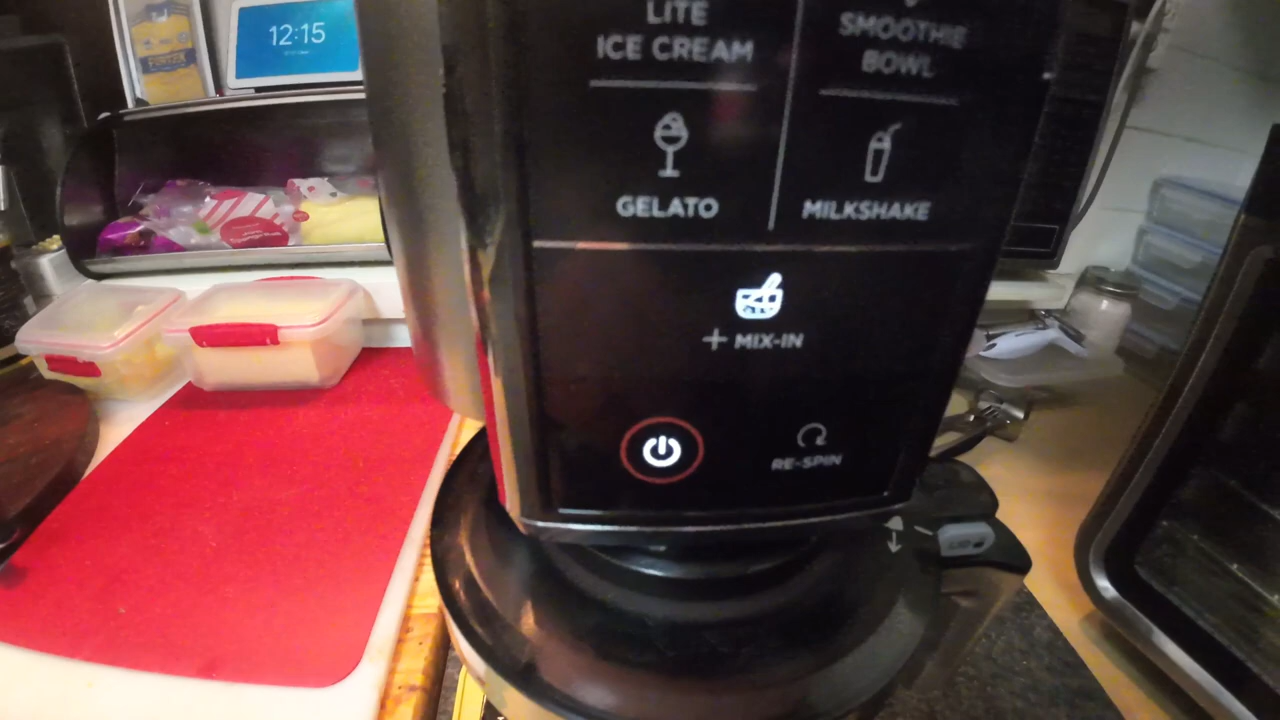 12:15
LITE
ICE CREAM
SMOOTHIE
BOWL
GELATO
MILKSHAKE
+ MIX-IN
RE-SPIN